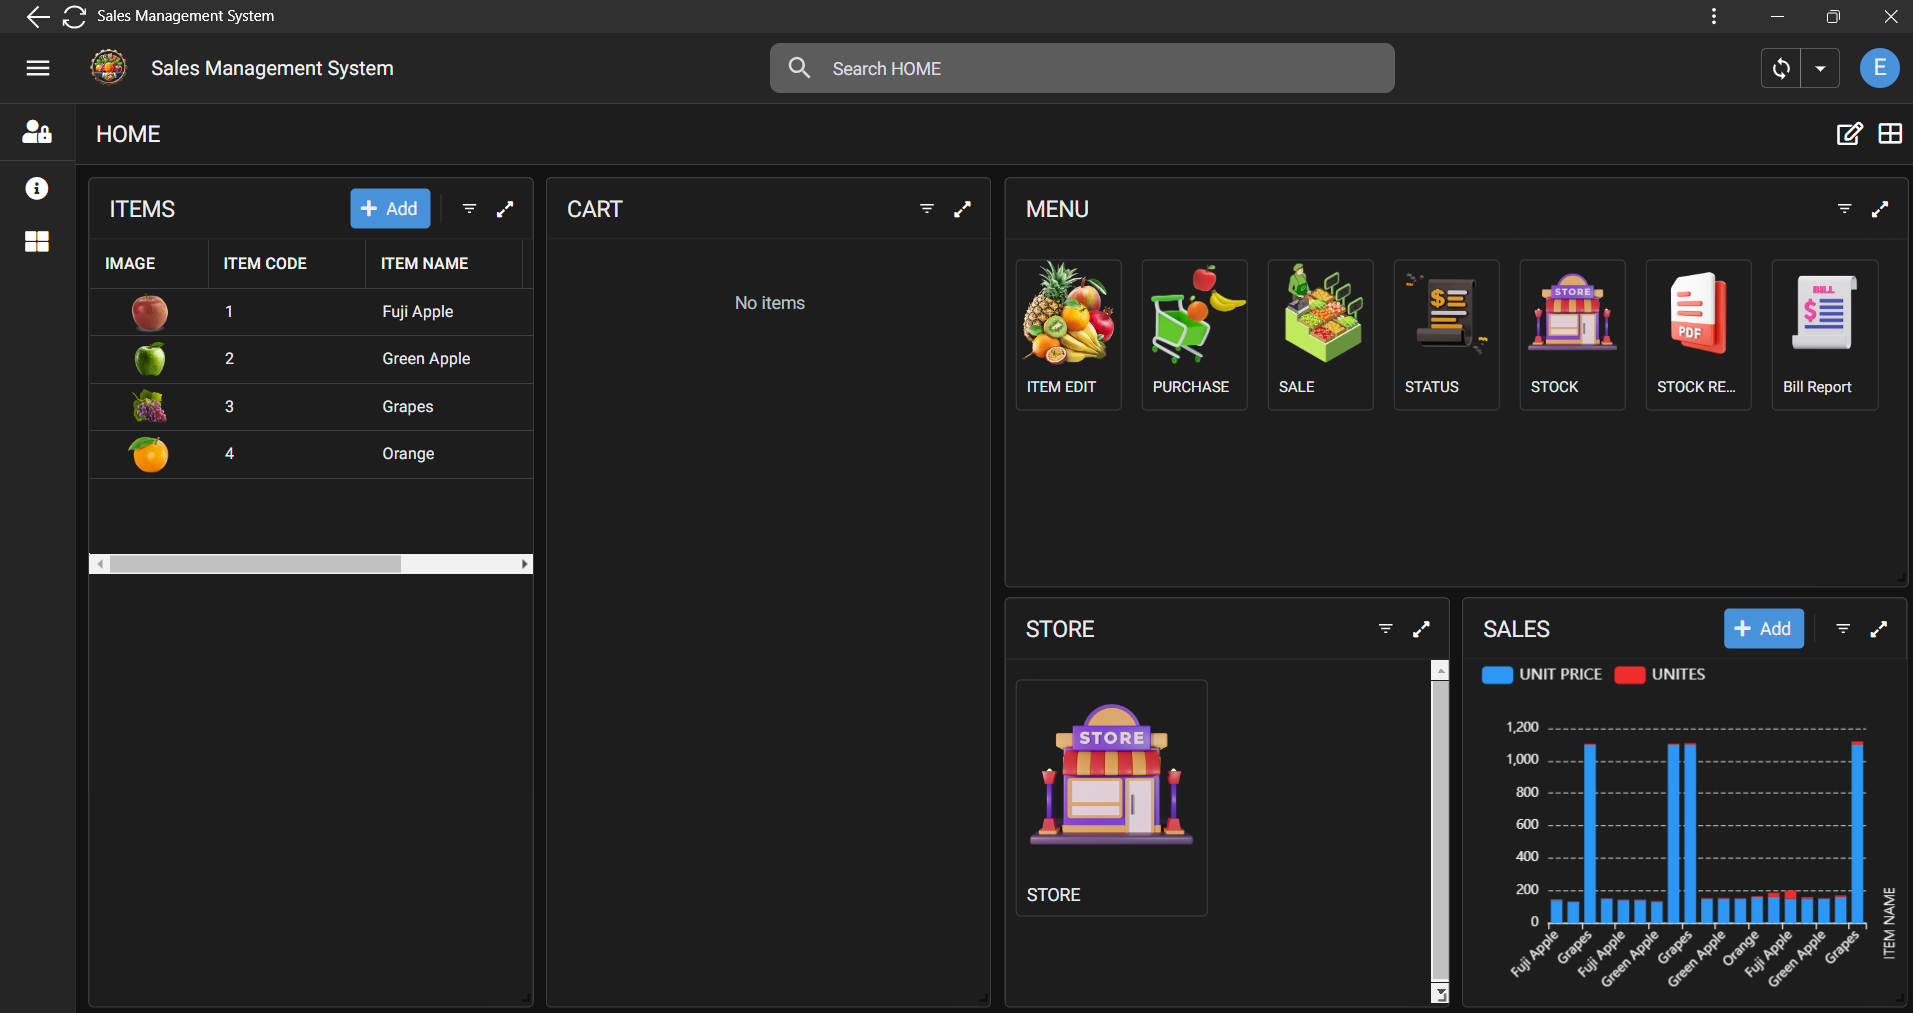 Sales Management System
Sales Management System
Search HOME
E
HOME
ITEMS
Add
IMAGE
ITEM CODE
ITEM NAME
1
Fuji Apple
2
Green Apple
3
Grapes
4
Orange
CART
No items
MENU
STORE
PDF
BILL
ITEM EDIT
PURCHASE
SALE
STATUS
STOCK
STOCK RE...
Bill Report
STORE
STORE
STORE
SALES
Add
UNIT PRICE
UNITES
1,200
1,000
800
600
400
200
0
Fuji Apple
Grapes
Fuji Apple
Green Apple
Grapes
Green Apple
Orange
Fuji Apple
Green Apple
Grapes
ITEM NAME